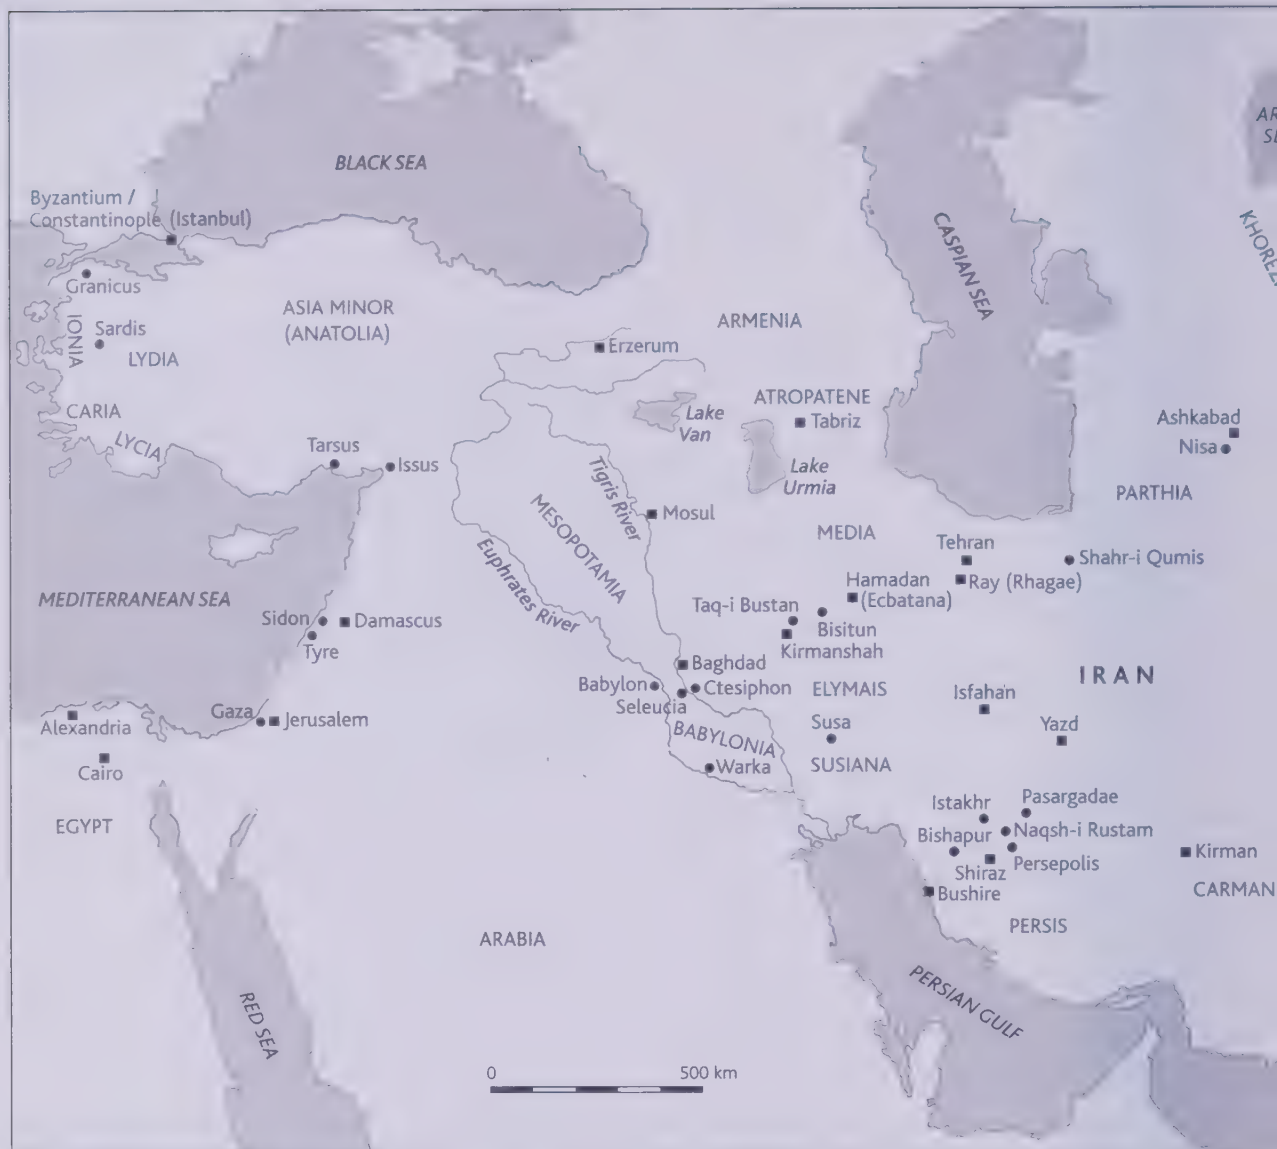 BLACK SEA
AR
SE
Byzantium /
Constantinople (Istanbul)
CASPIAN SEA
Granicus
IONIA
Sardis
LYDIA
ASIA MINOR
(ANATOLIA)
ARMENIA
Erzerum
CARIA
LYCIA
Lake
Van
ATROPATENE
Tabriz
Ashkabad
Nisa
Tarsus
Issus
Tigris River
Lake
Urmia
PARTHIA
MESOPOTAMIA
Mosul
MEDIA
Tehran
Shahr-i Qumis
Ray (Rhagae)
Hamadan
(Ecbatana)
Euphrates River
MEDITERRANEAN SEA
Sidon
Damascus
Tyre
Taq-i Bustan
Bisitun
Kirmanshah
Baghdad
IRAN
Babylon
Ctesiphon
Seleucia
ELYMAIS
Isfahan
Alexandria
Gaza
Jerusalem
BABYLONIA
Susa
Yazd
Cairo
Warka
SUSIANA
EGYPT
Istakhr
Pasargadae
Bishapur
Naqsh-i Rustam
Shiraz
Persepolis
Kirman
Bushire
CARMAN
PERSIS
ARABIA
RED SEA
PERSIAN GULF
0 500 km